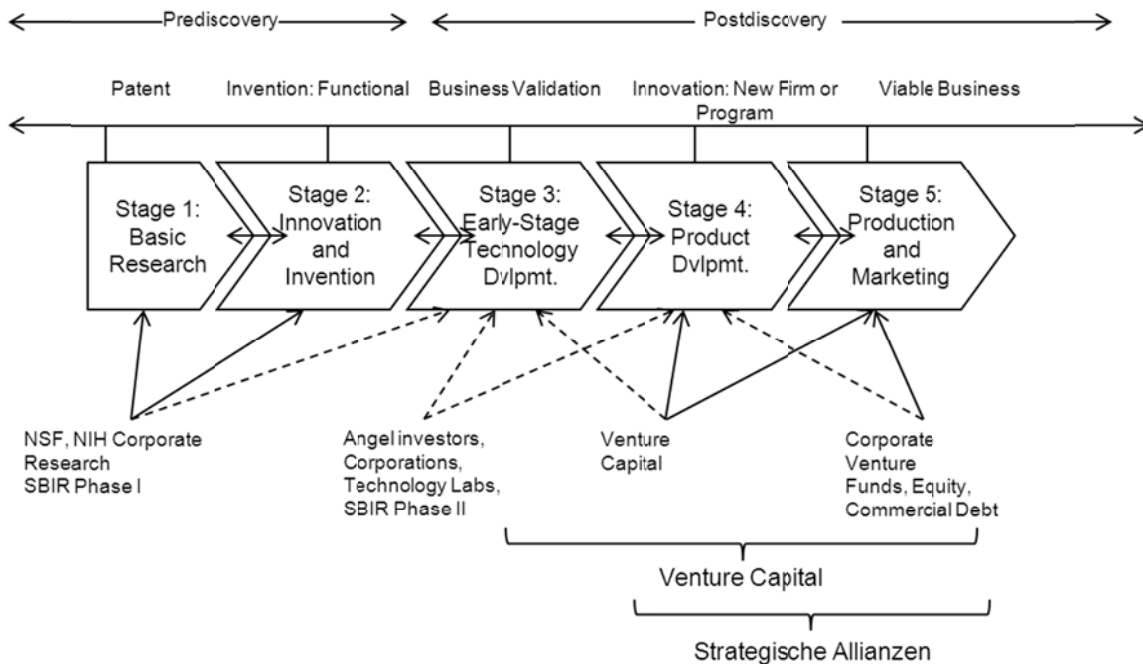 Prediscovery
Postdiscovery
Patent
Invention: Functional
Business Validation
Innovation: New Firm or
Program
Viable Business
Stage 1:
Basic
Research
Stage 2:
Innovation
and
Invention
Stage 3:
Early-Stage
Technology
Dvlpmt.
Stage 4:
Product
Dvlpmt.
Stage 5:
Production
and
Marketing
NSF, NIH Corporate
Research
SBIR Phase I
Angel investors,
Corporations,
Technology Labs,
SBIR Phase II
Venture
Capital
Corporate
Venture
Funds, Equity,
Commercial Debt
Venture Capital
Strategische Allianzen